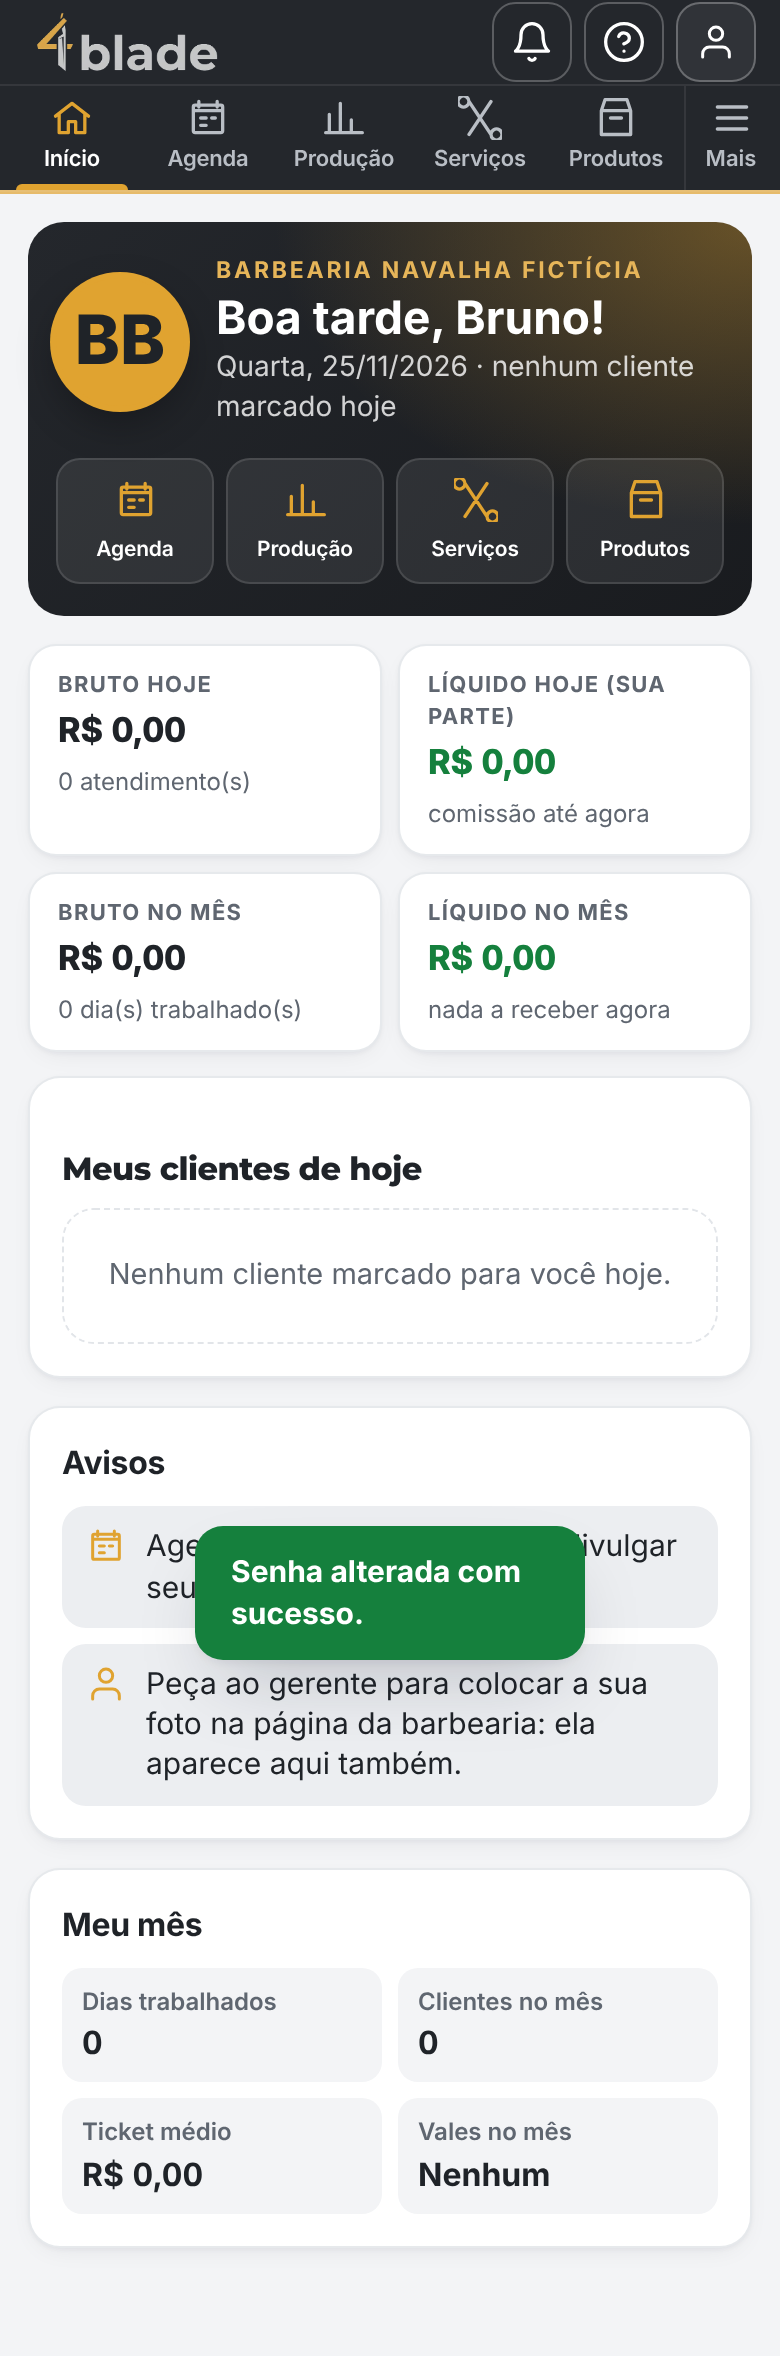 4blade
Início
Agenda
Produção
Serviços
Produtos
Mais
BARBEARIA NAVALHA FICTÍCIA
BB
Boa tarde, Bruno!
Quarta, 25/11/2026 · nenhum cliente
marcado hoje
Agenda
Produção
Serviços
Produtos
BRUTO HOJE
R$ 0,00
0 atendimento(s)
LÍQUIDO HOJE (SUA
PARTE)
R$ 0,00
comissão até agora
BRUTO NO MÊS
R$ 0,00
0 dia(s) trabalhado(s)
LÍQUIDO NO MÊS
R$ 0,00
nada a receber agora
Meus clientes de hoje
Nenhum cliente marcado para você hoje.
Avisos
Senha alterada com
sucesso.
Peça ao gerente para colocar a sua
foto na página da barbearia: ela
aparece aqui também.
Meu mês
Dias trabalhados
0
Clientes no mês
0
Ticket médio
R$ 0,00
Vales no mês
Nenhum